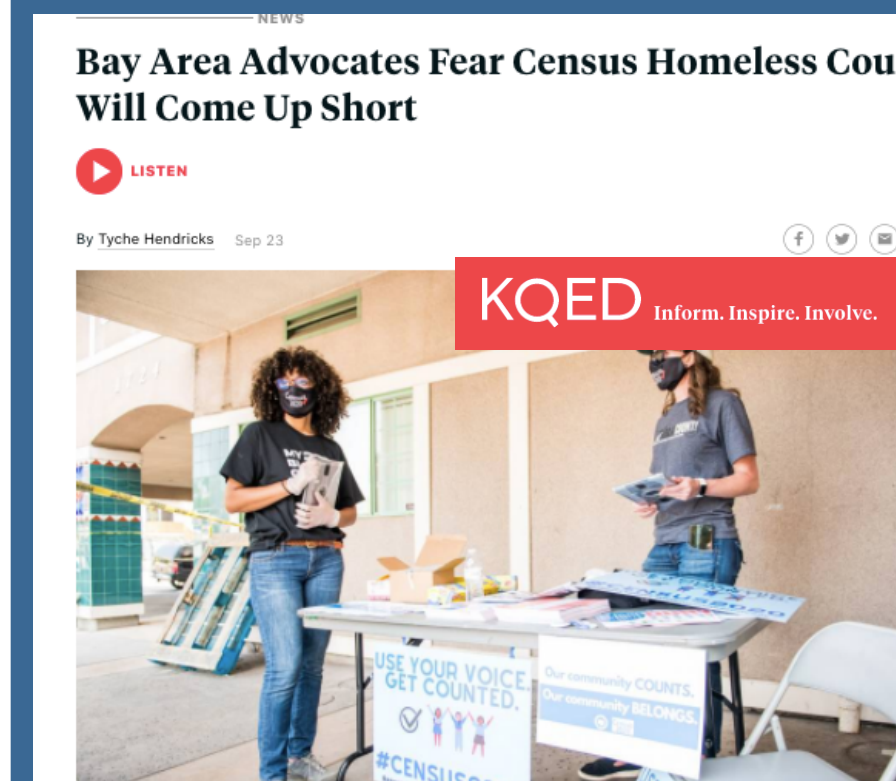 NEWS
Bay Area Advocates Fear Census Homeless Cou
Will Come Up Short
LISTEN
By Tyche Hendricks Sep 23
KQED Inform. Inspire. Involve.
USE YOUR VOICE.
GET COUNTED.
Our community COUNTS.
Our community BELONGS.
#CENSUS